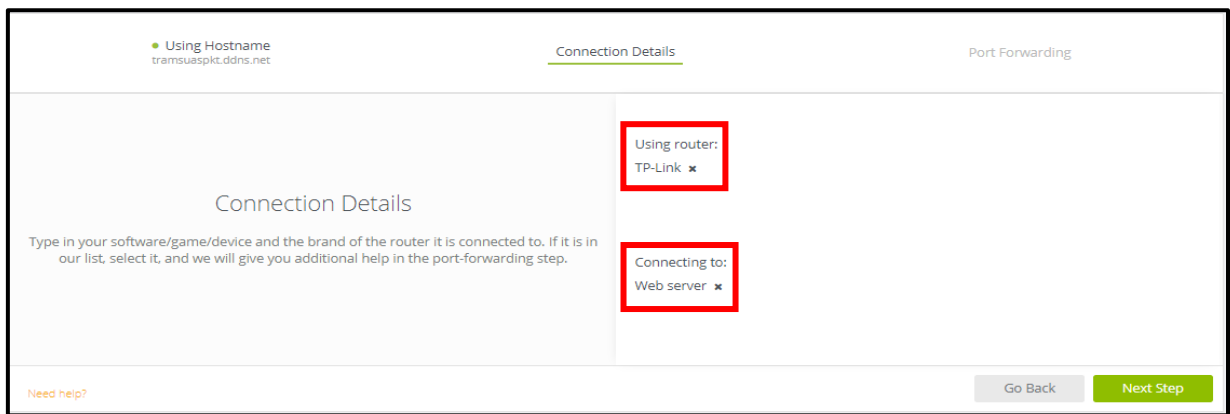 Using Hostname
tramsuaspkt.ddns.net
Connection Details
Port Forwarding
Connection Details
Type in your software/game/device and the brand of the router it is connected to. If it is in
our list, select it, and we will give you additional help in the port-forwarding step.
Using router:
TP-Link ×
Connecting to:
Web server ×
Need help?
Go Back
Next Step